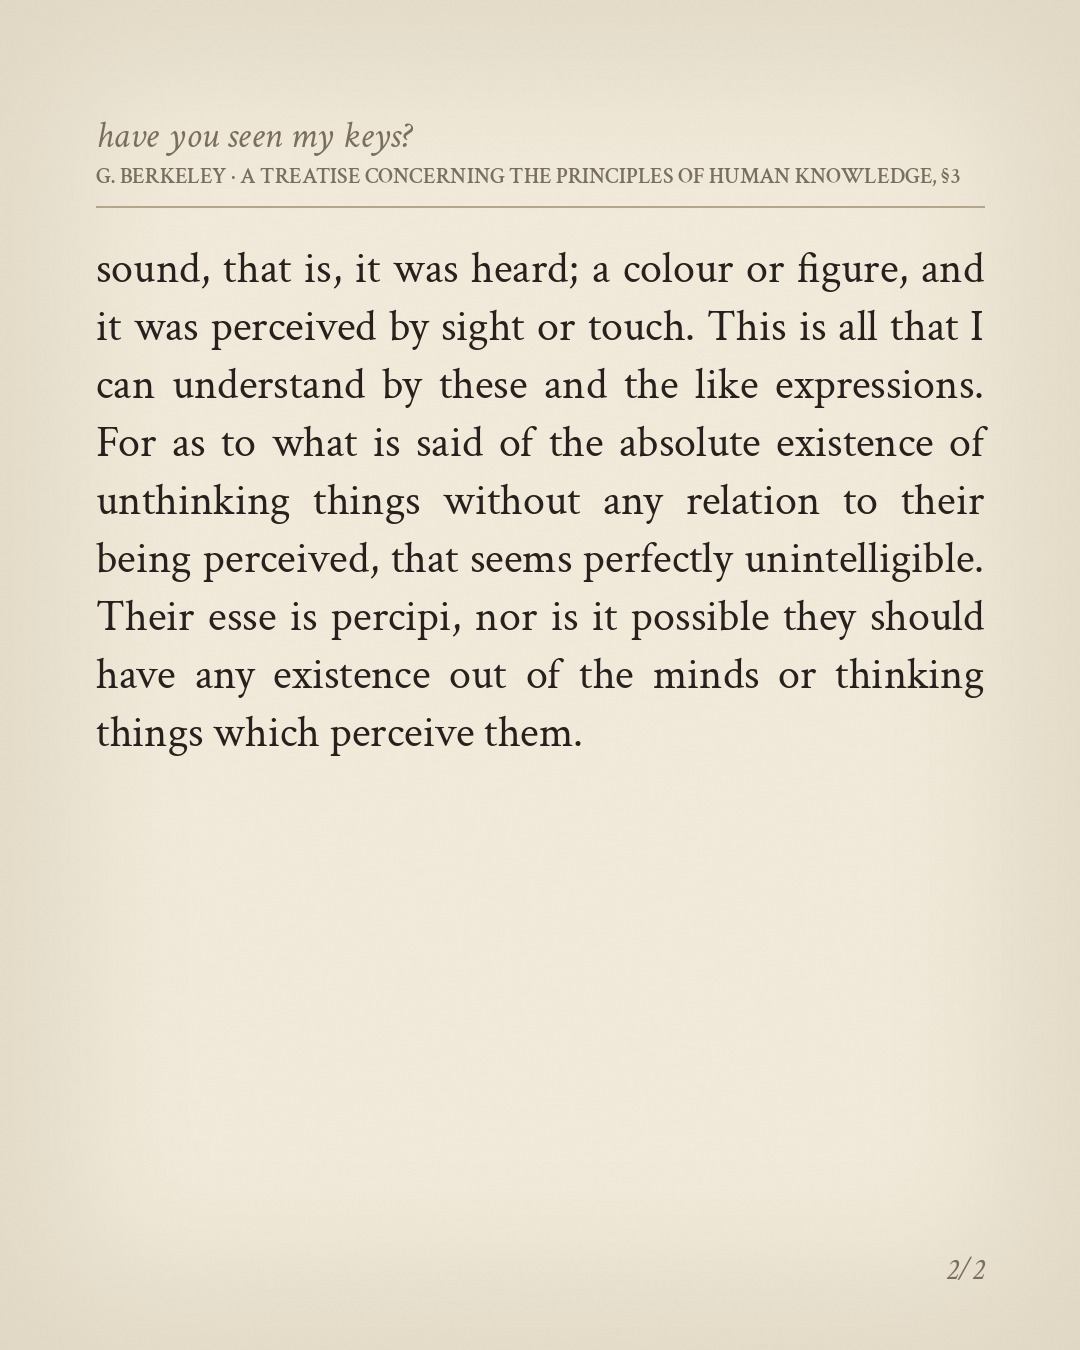 have you seen my keys?
G. BERKELEY · A TREATISE CONCERNING THE PRINCIPLES OF HUMAN KNOWLEDGE, §3
sound, that is, it was heard; a colour or figure, and
it was perceived by sight or touch. This is all that I
can understand by these and the like expressions.
For as to what is said of the absolute existence of
unthinking things without any relation to their
being perceived, that seems perfectly unintelligible.
Their esse is percipi, nor is it possible they should
have any existence out of the minds or thinking
things which perceive them.
2/2